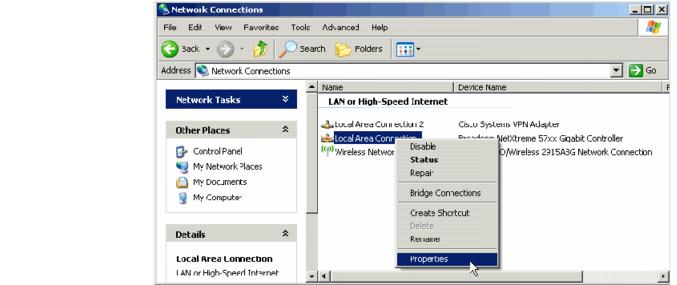 Network Connections
File Edit View Favorites Tools Advanced Help
Back Search Folders
Address Network Connections Go
Name Device Name
Network Tasks
LAN or High-Speed Internet
Local Area Connection 2 Cisco Systems VPN Adapter
Other Places
Local Area Connection Broadcom NetXtreme 57xx Gigabit Controller
Control Panel
Wireless Networ /Wireless 2915ABG Network Connection
My Network Places
My Documents
My Computer
Disable
Status
Repair
Bridge Connections
Create Shortcut
Delete
Rename
Properties
Details
Local Area Connection
LAN or High-Speed Internet